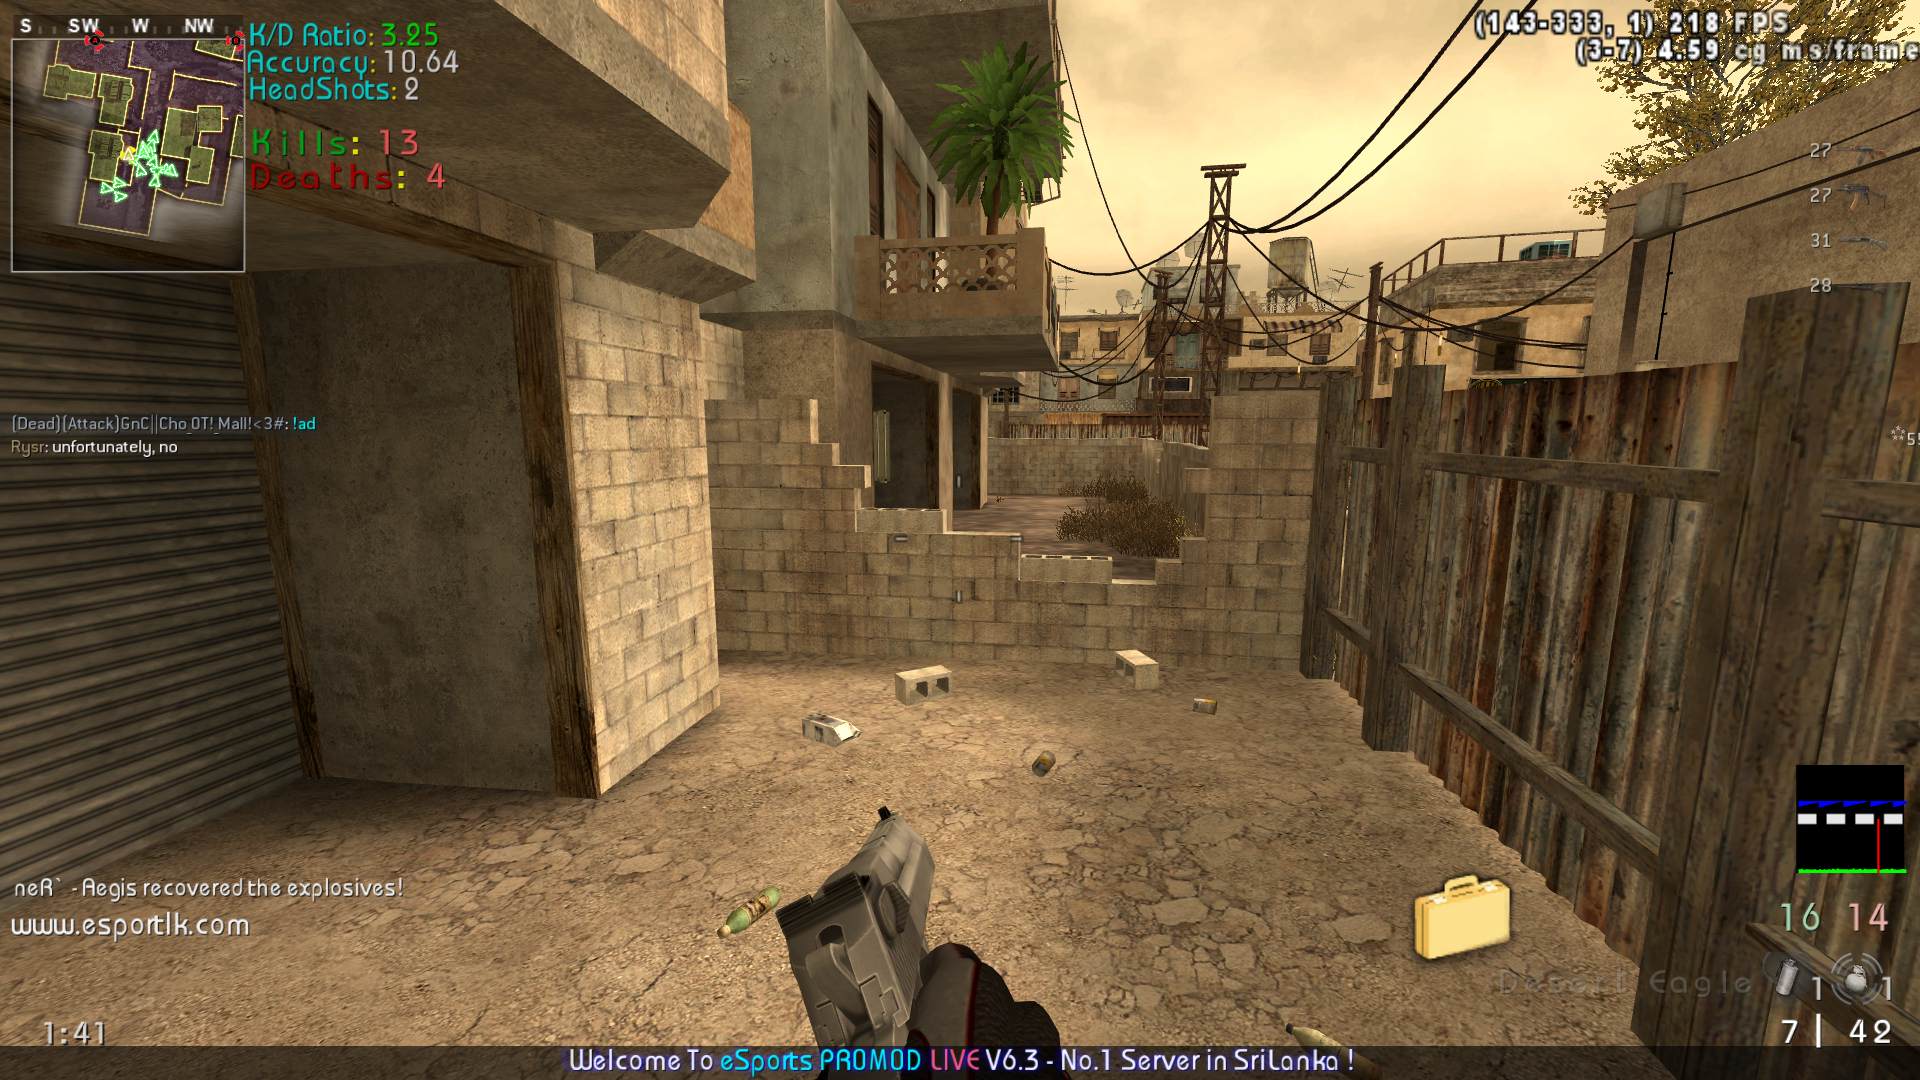 S SW W NW
K/D Ratio: 3.25
Accuracy: 10.64
HeadShots: 2
Kills: 13
Deaths: 4
(143-333, 1) 218 FPS
(3-7) 4.59 cg ms/frame
27
27
31
28
55
[Dead][Attack]GnC||Cho_OT!_Mall!<3#: !ad
Rysr: unfortunately, no
neR` - Aegis recovered the explosives!
www.esportlk.com
16 14
Desert Eagle
1 1
7 | 42
1:41
Welcome To eSports PROMOD LIVE V6.3 - No.1 Server in SriLanka !